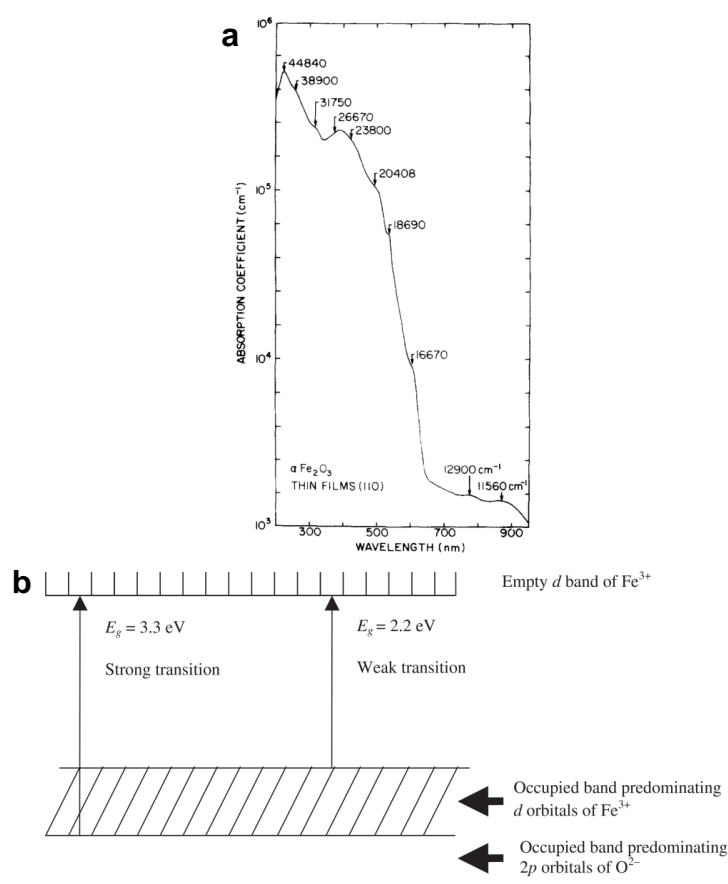 a
10⁶
44840
38900
31750
26670
23800
20408
10⁵
18690
ABSORPTION COEFFICIENT (cm⁻¹)
16670
10⁴
12900 cm⁻¹
α Fe₂O₃
11560 cm⁻¹
THIN FILMS (110)
10³
300 500 700 900
WAVELENGTH (nm)
b
Empty d band of Fe³⁺
E_g = 3.3 eV
E_g = 2.2 eV
Strong transition
Weak transition
Occupied band predominating
d orbitals of Fe³⁺
Occupied band predominating
2p orbitals of O²⁻